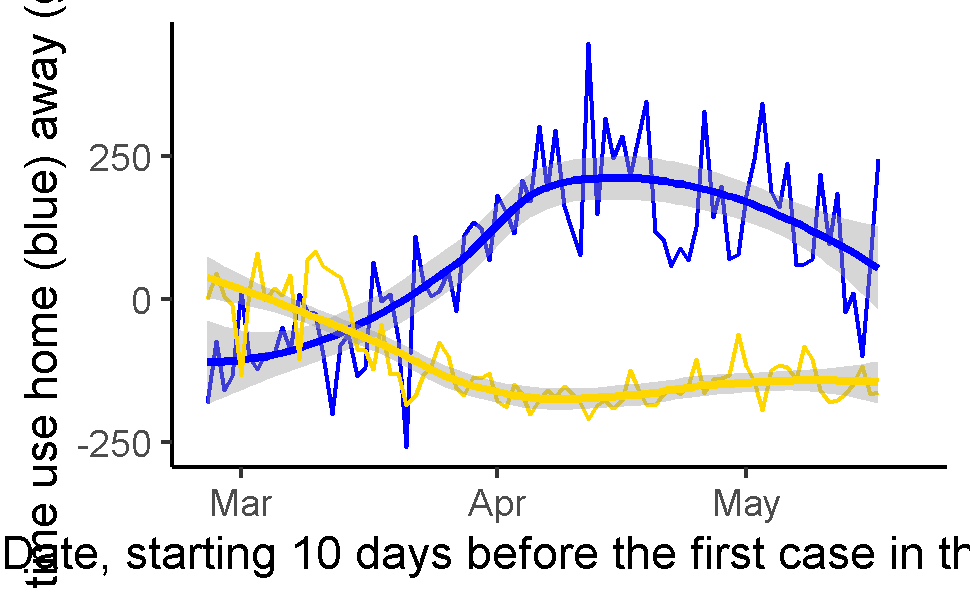 time use home (blue) away (
250
0
-250
Mar Apr May
Date, starting 10 days before the first case in th